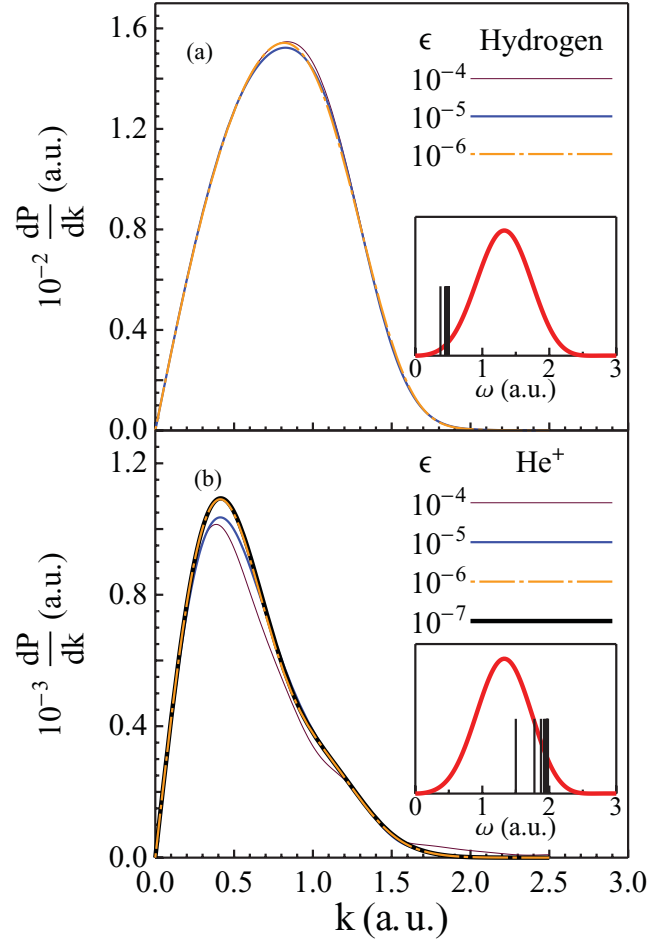 1.6
1.2
0.8
0.4
0.0
10⁻² dP/dk (a.u.)
(a)
ϵ Hydrogen
10⁻⁴
10⁻⁵
10⁻⁶
0 1 2 3
ω (a.u.)
1.2
0.8
0.4
0.0
10⁻³ dP/dk (a.u.)
(b)
ϵ He⁺
10⁻⁴
10⁻⁵
10⁻⁶
10⁻⁷
0 1 2 3
ω (a.u.)
0.0 0.5 1.0 1.5 2.0 2.5 3.0
k (a.u.)